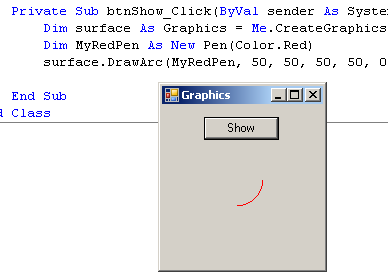 Private Sub btnShow_Click(ByVal sender As System
Dim surface As Graphics = Me.CreateGraphics
Dim MyRedPen As New Pen(Color.Red)
surface.DrawArc(MyRedPen, 50, 50, 50, 50, 0
End Sub
d Class
Graphics
Show